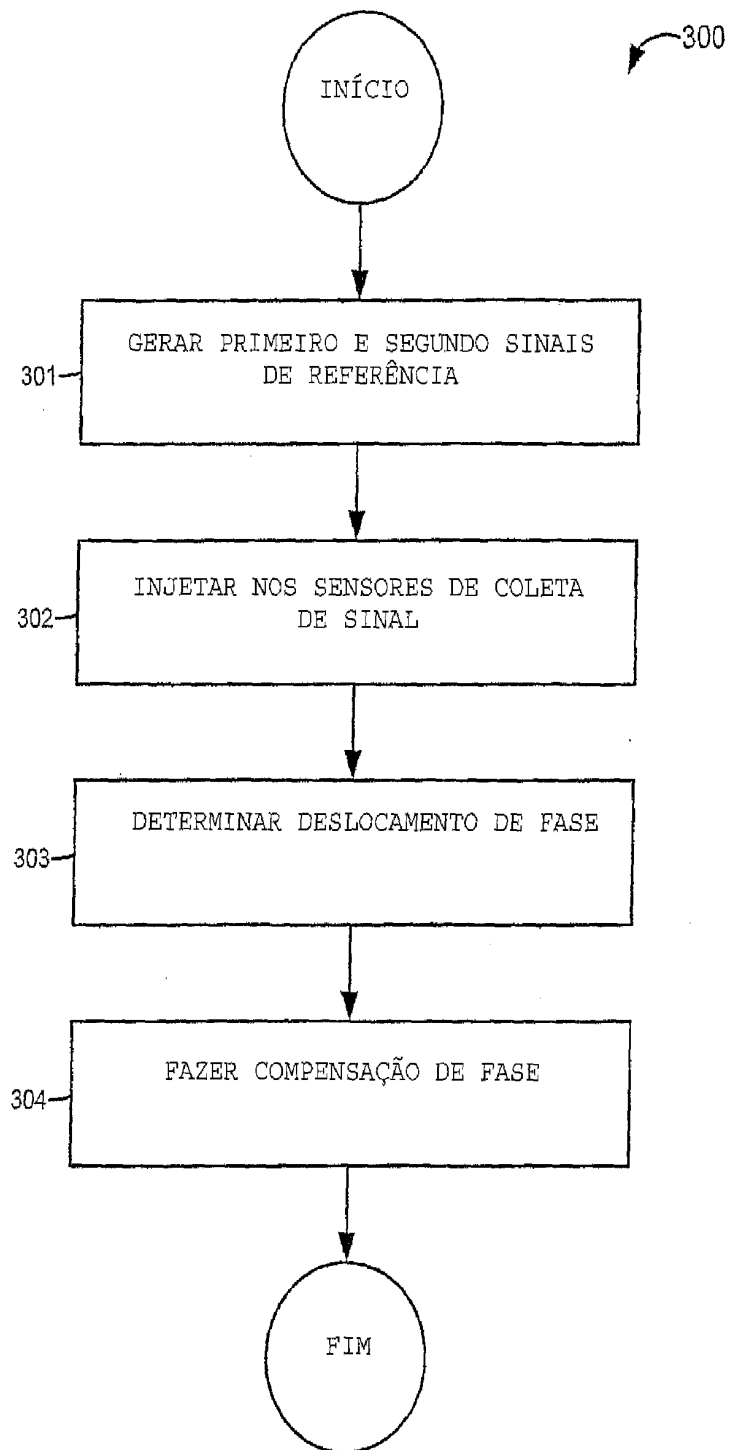 300
INÍCIO
GERAR PRIMEIRO E SEGUNDO SINAIS
DE REFERÊNCIA
301
INJETAR NOS SENSORES DE COLETA
DE SINAL
302
DETERMINAR DESLOCAMENTO DE FASE
303
FAZER COMPENSAÇÃO DE FASE
304
FIM